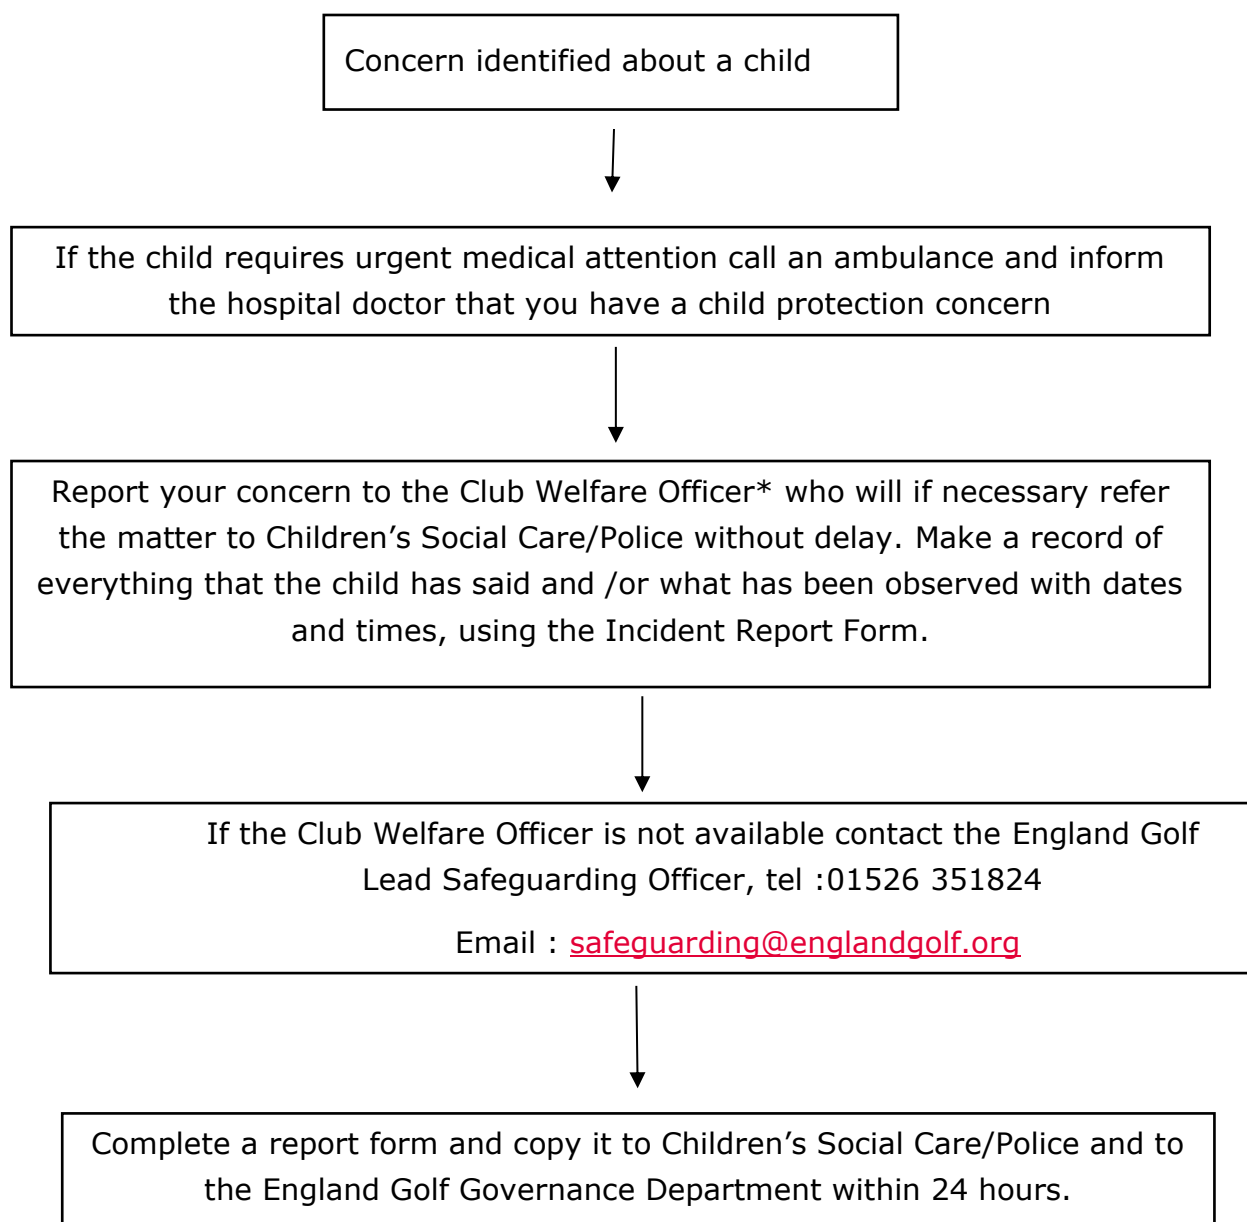 Concern identified about a child
If the child requires urgent medical attention call an ambulance and inform
the hospital doctor that you have a child protection concern
Report your concern to the Club Welfare Officer* who will if necessary refer
the matter to Children’s Social Care/Police without delay. Make a record of
everything that the child has said and /or what has been observed with dates
and times, using the Incident Report Form.
If the Club Welfare Officer is not available contact the England Golf
Lead Safeguarding Officer, tel :01526 351824
Email : safeguarding@englandgolf.org
Complete a report form and copy it to Children’s Social Care/Police and to
the England Golf Governance Department within 24 hours.